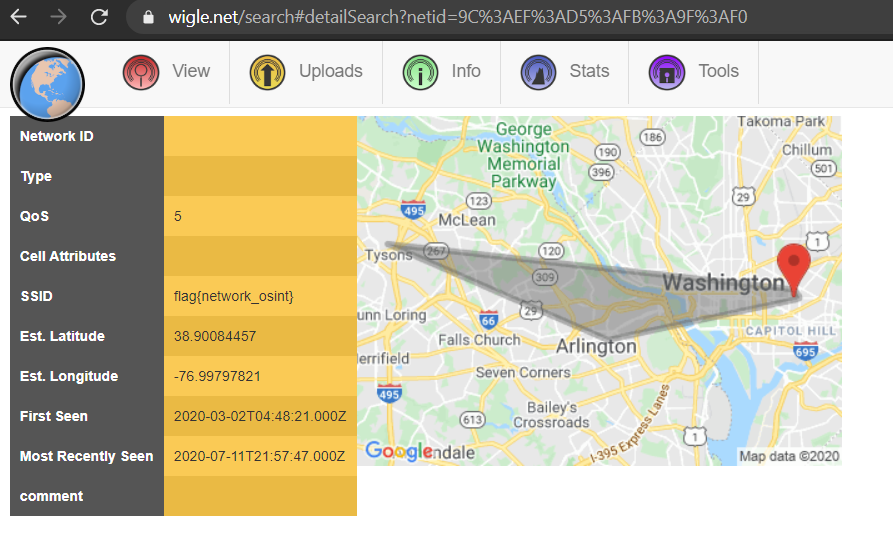 wigle.net/search#detailSearch?netid=9C%3AEF%3AD5%3AFB%3A9F%3AF0
View
Uploads
Info
Stats
Tools
Network ID
Type
QoS 5
Cell Attributes
SSID flag{network_osint}
Est. Latitude 38.90084457
Est. Longitude -76.99797821
First Seen 2020-03-02T04:48:21.000Z
Most Recently Seen 2020-07-11T21:57:47.000Z
comment
Takoma Park
George
Washington
Memorial
Parkway
186
190
396
Chillum
501
29
495
123
McLean
1
Tysons
267
120
309
Washington
29
unn Loring
66
Falls Church
Arlington
CAPITOL HILL
695
errifield
Seven Corners
495
Bailey's
Crossroads
613
I-395 Express Lanes
1
Google
ndale
Map data ©2020